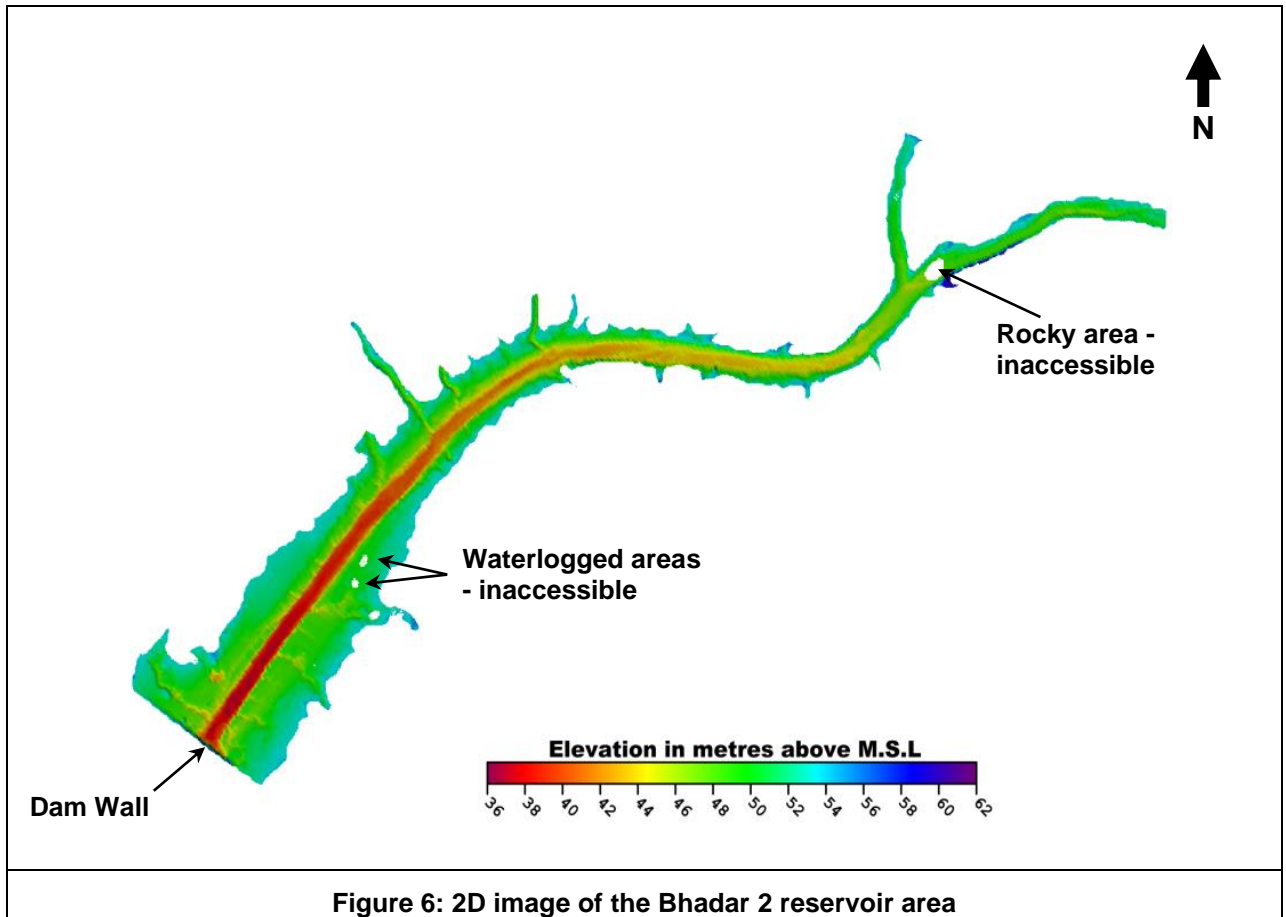 N
Rocky area -
inaccessible
Waterlogged areas
- inaccessible
Dam Wall
Elevation in metres above M.S.L
36 38 40 42 44 46 48 50 52 54 56 58 60 62
Figure 6: 2D image of the Bhadar 2 reservoir area